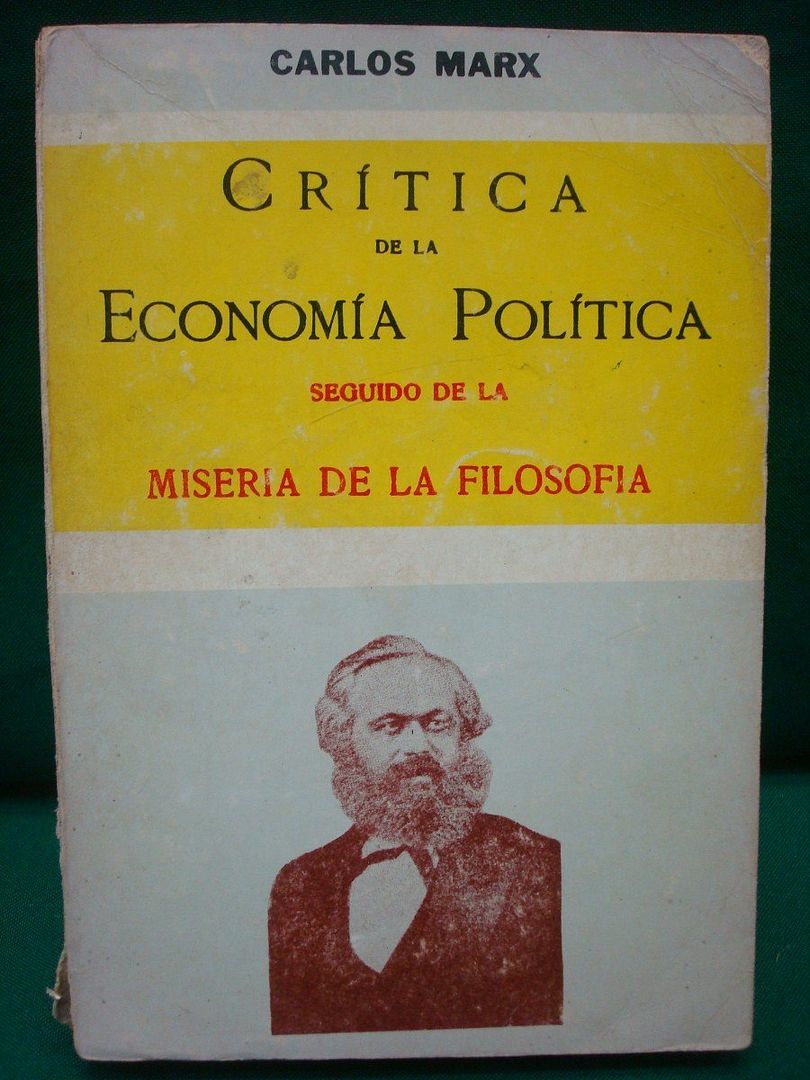 CARLOS MARX
CRÍTICA
DE LA
ECONOMÍA POLÍTICA
SEGUIDO DE LA
MISERIA DE LA FILOSOFIA